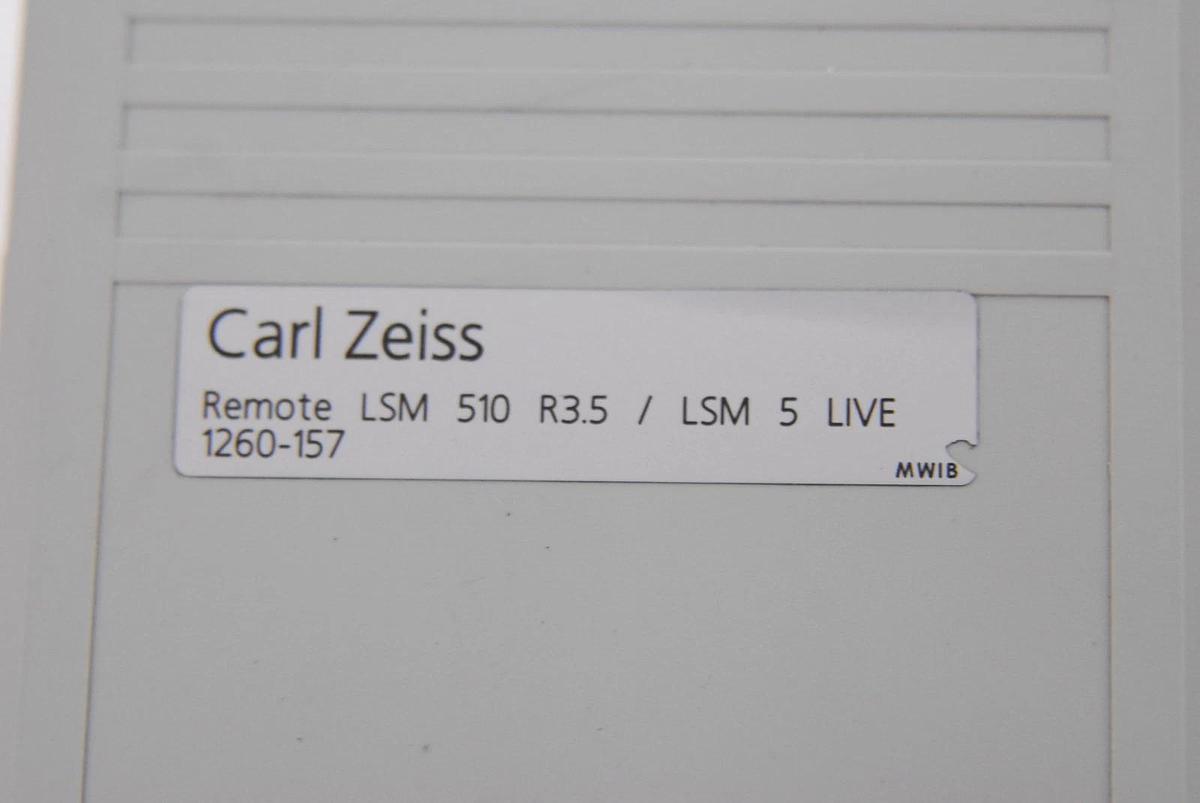 Carl Zeiss
Remote LSM 510 R3.5 / LSM 5 LIVE
1260-157
MWIB